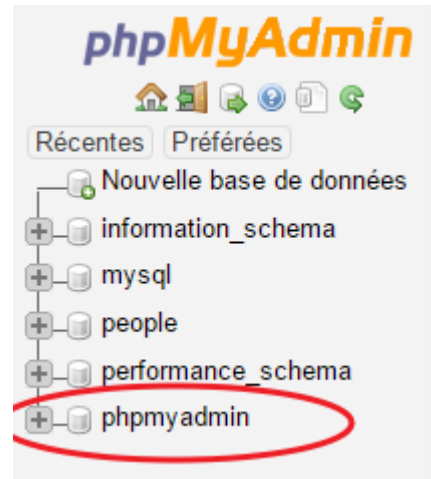 phpMyAdmin
Récentes Préférées
Nouvelle base de données
information_schema
mysql
people
performance_schema
phpmyadmin